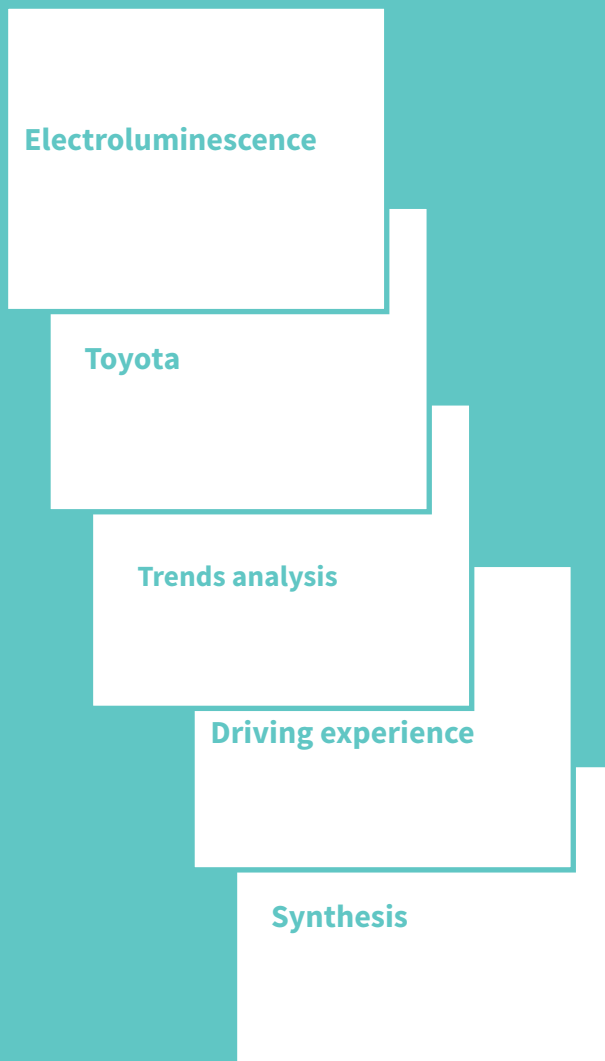 Electroluminescence
Toyota
Trends analysis
Driving experience
Synthesis